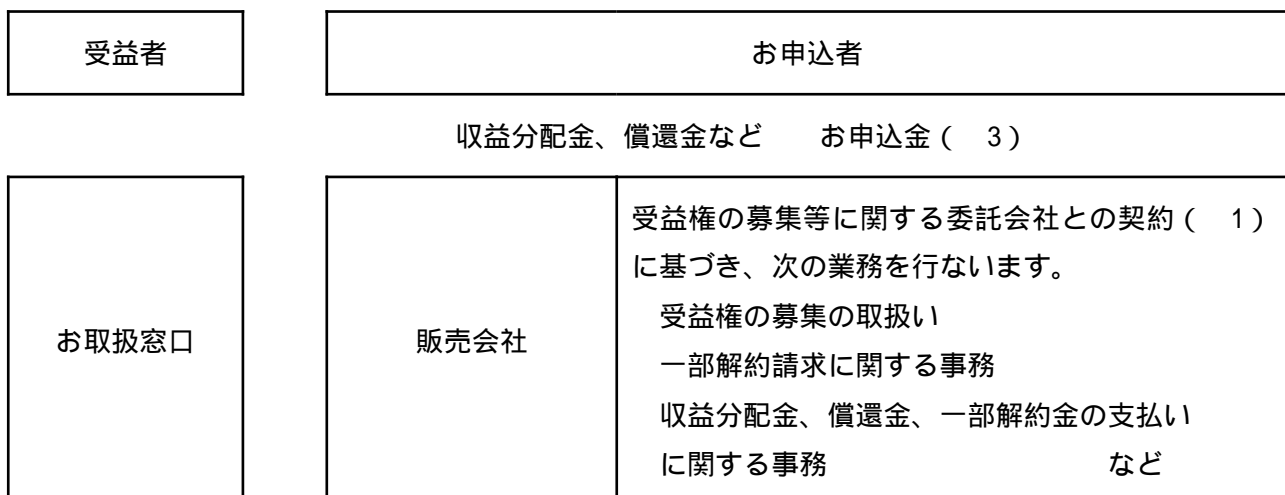 受益者
お申込者
収益分配金、償還金など お申込金( 3)
お取扱窓口
販売会社
受益権の募集等に関する委託会社との契約( 1)
に基づき、次の業務を行ないます。
受益権の募集の取扱い
一部解約請求に関する事務
収益分配金、償還金、一部解約金の支払い
に関する事務 など